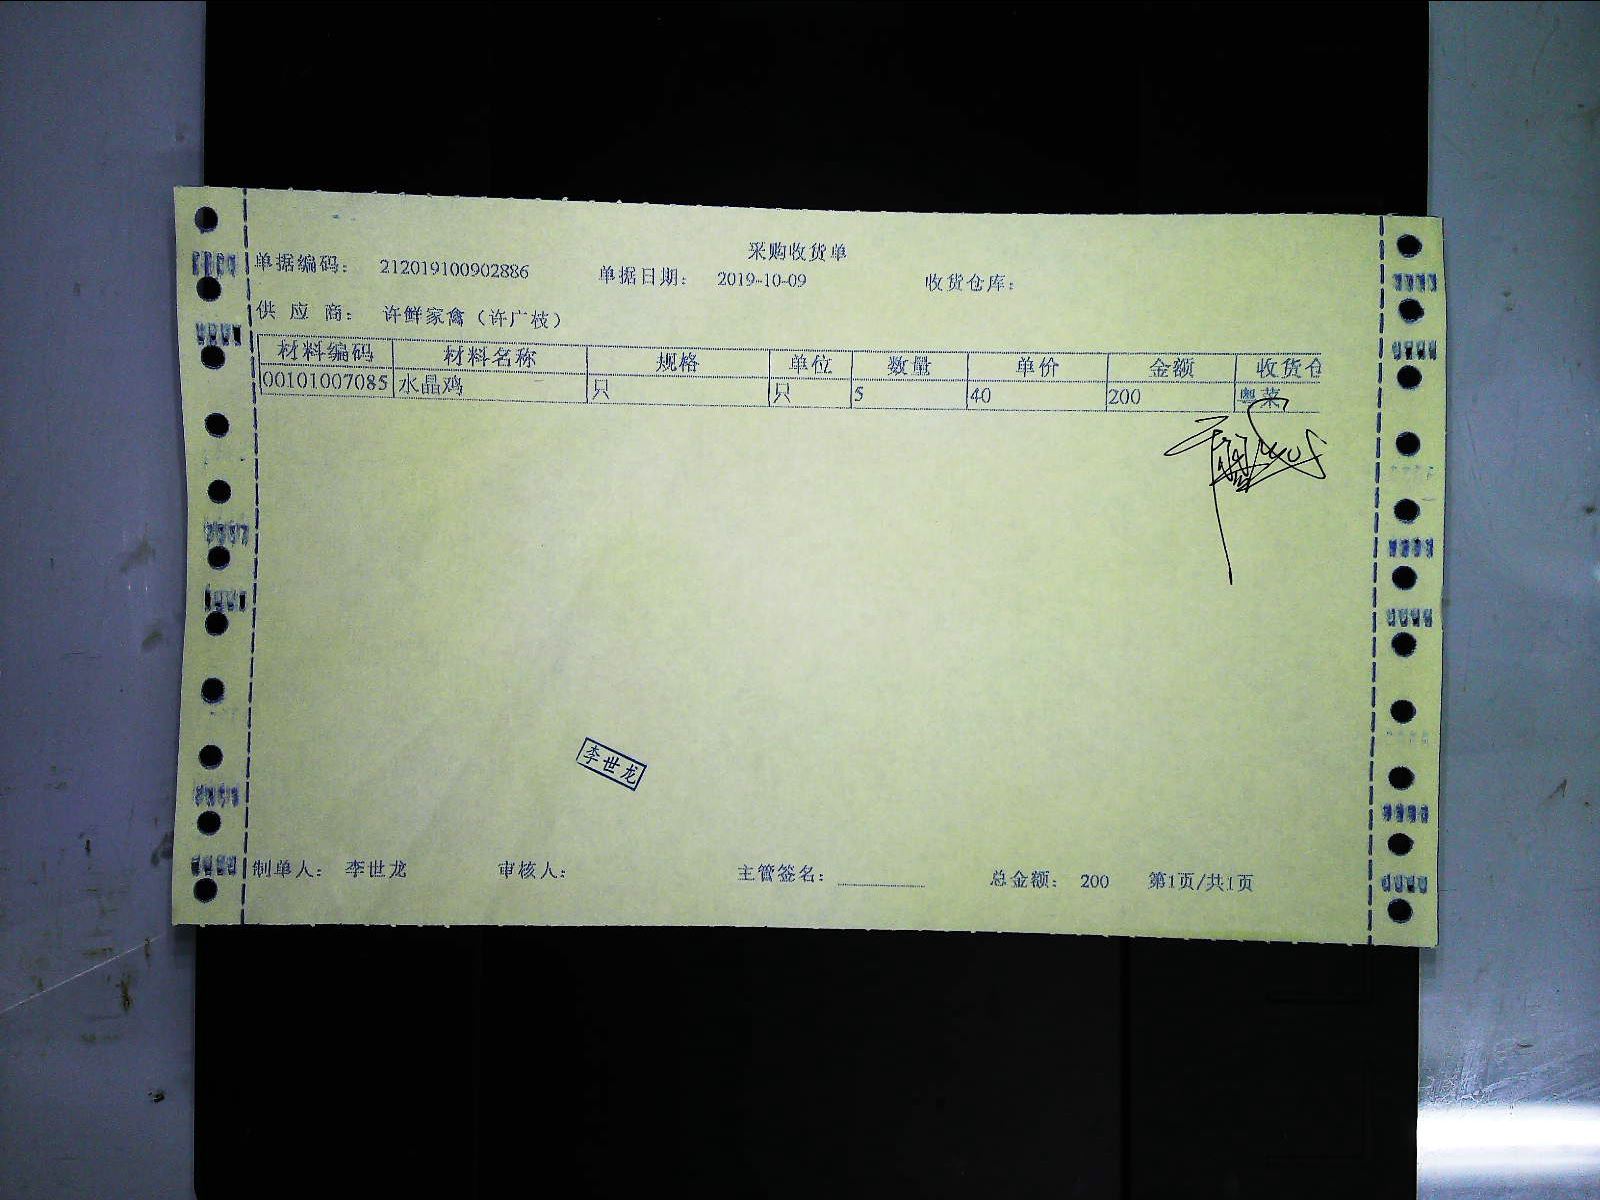 采购收货单
单据编码： 212019100902886 单据日期： 2019-10-09 收货仓库：
供 应 商： 许鲜家禽（许广枝）
材料编码 材料名称 规格 单位 数量 单价 金额 收货仓
00101007085 水晶鸡 只 只 5 40 200 粤菜
李世龙
制单人： 李世龙 审核人： 主管签名： 总金额： 200 第1页/共1页